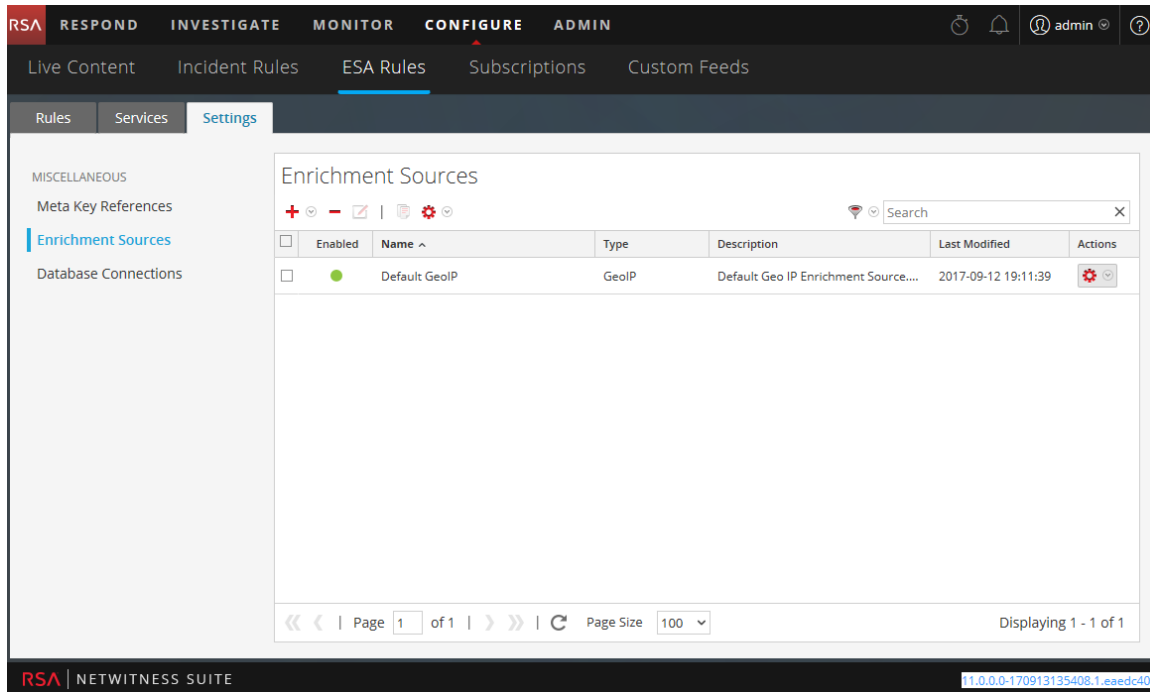 RSA RESPOND INVESTIGATE MONITOR CONFIGURE ADMIN admin ?
Live Content Incident Rules ESA Rules Subscriptions Custom Feeds
Rules Services Settings
MISCELLANEOUS
Meta Key References
Enrichment Sources
Database Connections
Enrichment Sources
Search
Enabled Name Type Description Last Modified Actions
Default GeoIP GeoIP Default Geo IP Enrichment Source.... 2017-09-12 19:11:39
Page 1 of 1 Page Size 100 Displaying 1 - 1 of 1
RSA NETWITNESS SUITE 11.0.0.0-170913135408.1.eaedc40